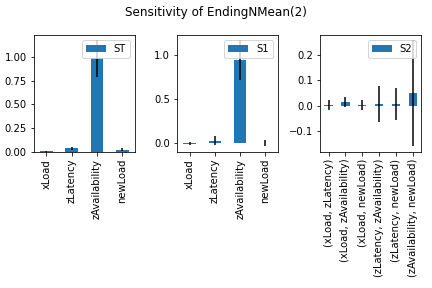 Sensitivity of EndingNMean(2)
ST
1.00
0.75
0.50
0.25
0.00
xLoad
zLatency
zAvailability
newLoad
S1
1.0
0.5
0.0
xLoad
zLatency
zAvailability
newLoad
S2
0.2
0.1
0.0
−0.1
(xLoad, zLatency)
(xLoad, zAvailability)
(xLoad, newLoad)
(zLatency, zAvailability)
(zLatency, newLoad)
(zAvailability, newLoad)